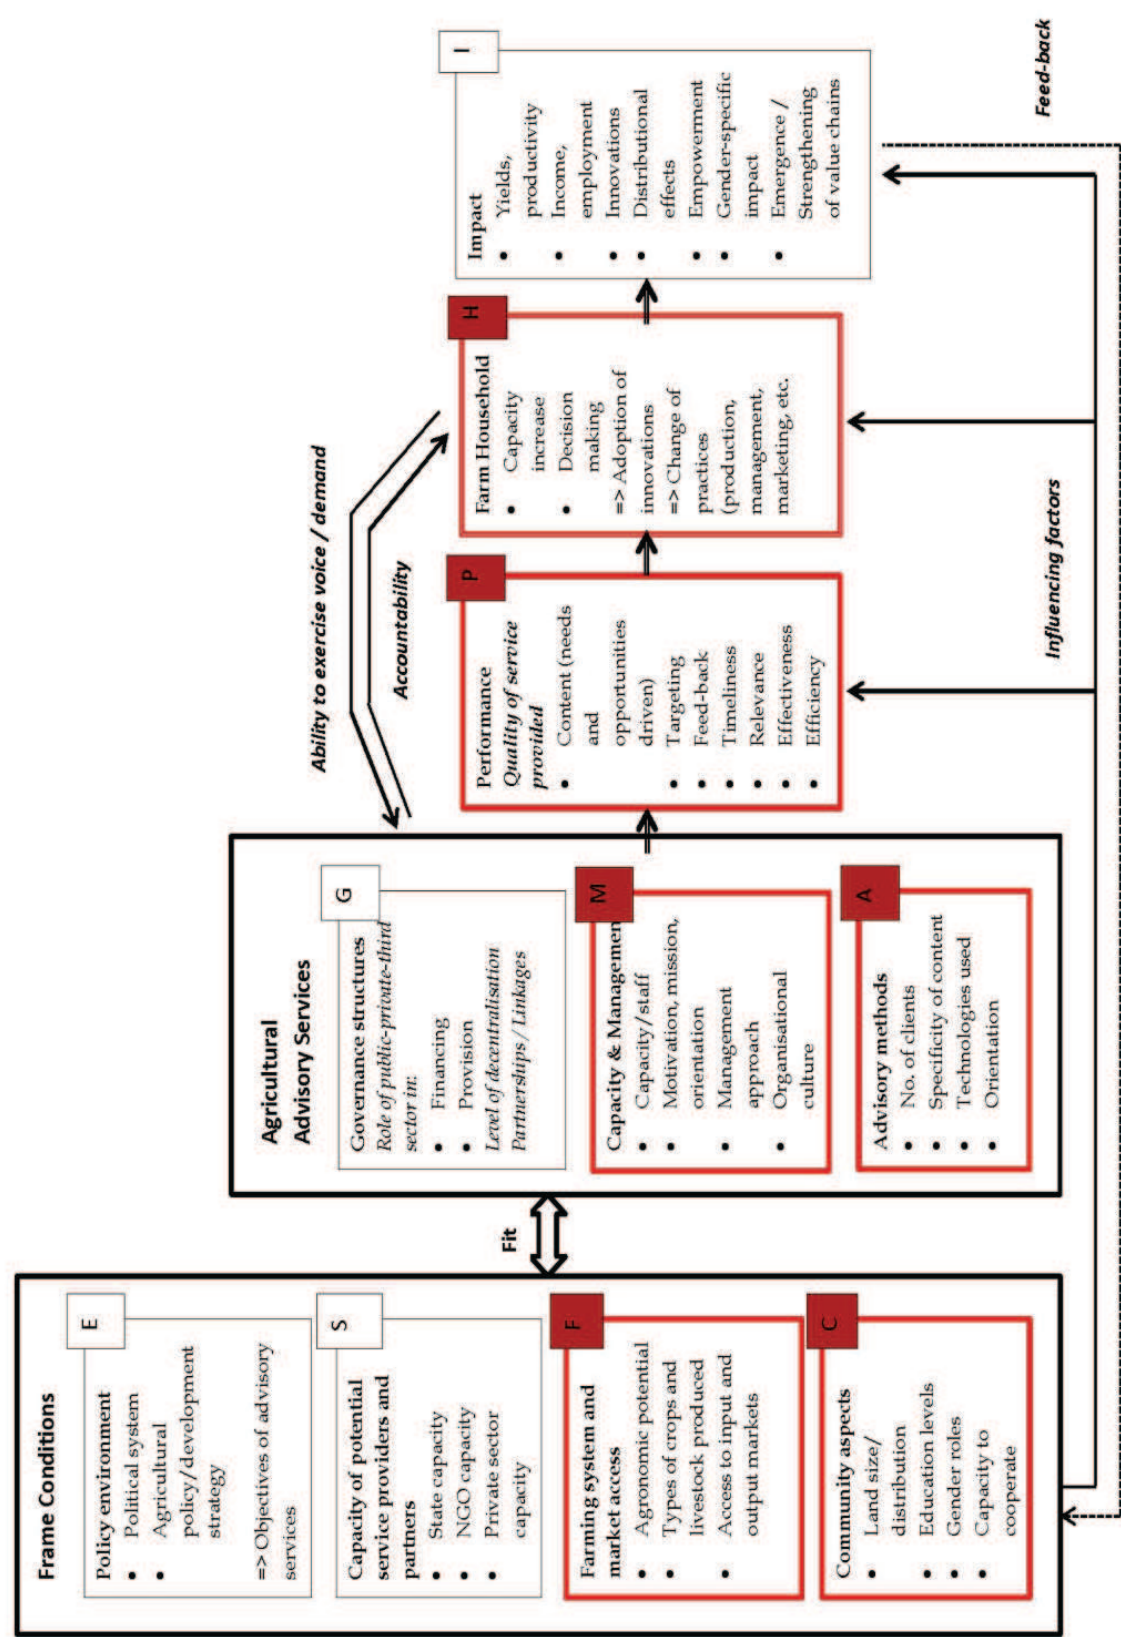 Frame Conditions
E
Policy environment
• Political system
• Agricultural
policy/development
strategy
=> Objectives of advisory
services
S
Capacity of potential
service providers and
partners
• State capacity
• NGO capacity
• Private sector
capacity
F
Farming system and
market access
• Agronomic potential
• Types of crops and
livestock produced
• Access to input and
output markets
C
Community aspects
• Land size/
distribution
• Education levels
• Gender roles
• Capacity to
cooperate
Fit
Agricultural
Advisory Services
G
Governance structures
Role of public-private-third
sector in:
• Financing
• Provision
Level of decentralisation
Partnerships/Linkages
M
Capacity & Management
• Capacity/staff
• Motivation, mission,
orientation
• Management
approach
• Organisational
culture
A
Advisory methods
• No. of clients
• Specificity of content
• Technologies used
• Orientation
Ability to exercise voice / demand
Accountability
P
Performance
Quality of service
provided
• Content (needs
and
opportunities
driven)
• Targeting
• Feed-back
• Timeliness
• Relevance
• Effectiveness
• Efficiency
H
Farm Household
• Capacity
increase
• Decision
making
=> Adoption of
innovations
=> Change of
practices
(production,
management,
marketing, etc.
I
Impact
• Yields,
productivity
• Income,
employment
• Innovations
• Distributional
effects
• Empowerment
• Gender-specific
impact
• Emergence /
Strengthening
of value chains
Influencing factors
Feed-back